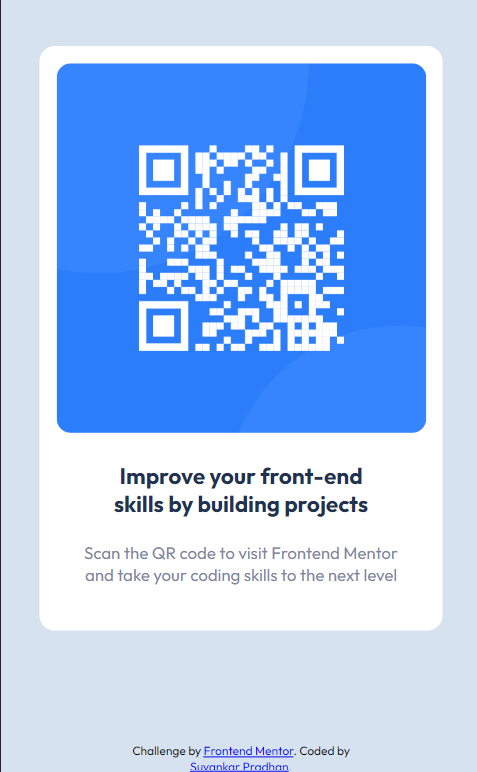 Improve your front-end
skills by building projects
Scan the QR code to visit Frontend Mentor
and take your coding skills to the next level
Challenge by Frontend Mentor. Coded by
Suvankar Pradhan.